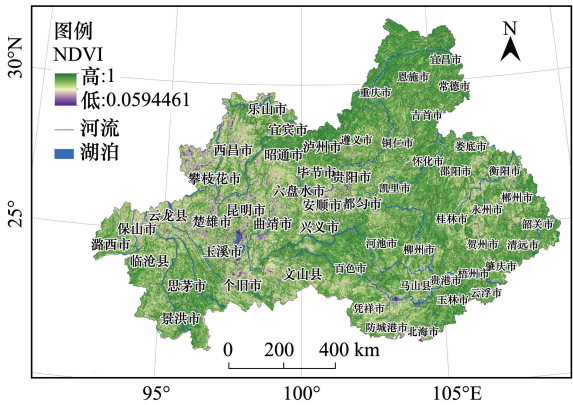 图例
NDVI
高:1
低:0.0594461
河流
湖泊
N
30°N
25°
宜昌市
恩施市
常德市
重庆市
吉首市
乐山市
宜宾市
泸州市
遵义市
铜仁市
娄底市
西昌市
昭通市
怀化市
邵阳市
衡阳市
毕节市
贵阳市
攀枝花市
六盘水市
凯里市
郴州市
永州市
安顺市
都匀市
云龙县
昆明市
桂林市
韶关市
保山市
楚雄市
曲靖市
兴义市
潞西市
玉溪市
河池市
柳州市
贺州市
清远市
临沧县
文山县
百色市
肇庆市
梧州市
思茅市
个旧市
马山县
贵港市
云浮市
玉林市
凭祥市
景洪市
防城港市
北海市
0 200 400 km
95° 100° 105°E